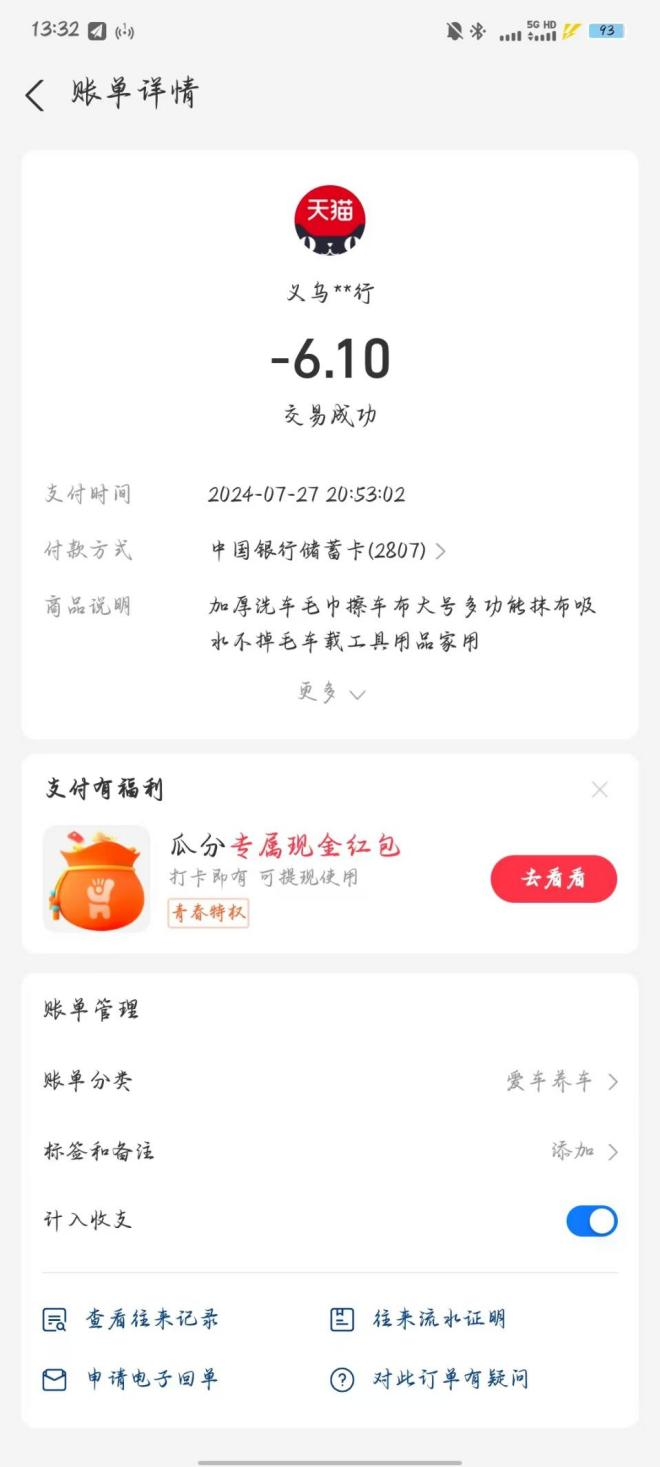 13:32
5G HD
93
账单详情
天猫
义乌**行
-6.10
交易成功
支付时间 2024-07-27 20:53:02
付款方式 中国银行储蓄卡(2807)
商品说明 加厚洗车毛巾擦车布大号多功能抹布吸
水不掉毛车载工具用品家用
更多
支付有福利
瓜分专属现金红包
打卡即有 可提现使用
去看看
青春特权
账单管理
账单分类 爱车养车
标签和备注 添加
计入收支
查看往来记录 往来流水证明
申请电子回单 对此订单有疑问